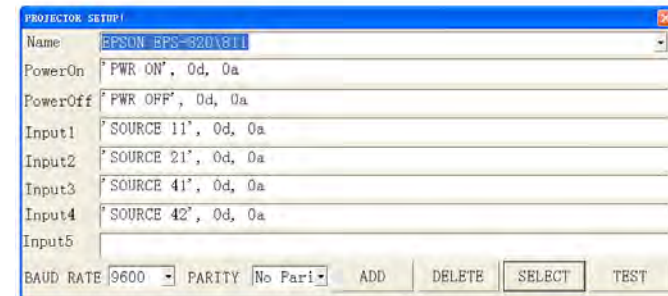 PROJECTOR SETUP!
Name EPSON EPS-820\811
PowerOn 'PWR ON', 0d, 0a
PowerOff 'PWR OFF', 0d, 0a
Input1 'SOURCE 11', 0d, 0a
Input2 'SOURCE 21', 0d, 0a
Input3 'SOURCE 41', 0d, 0a
Input4 'SOURCE 42', 0d, 0a
Input5
BAUD RATE 9600 PARITY No Pari ADD DELETE SELECT TEST